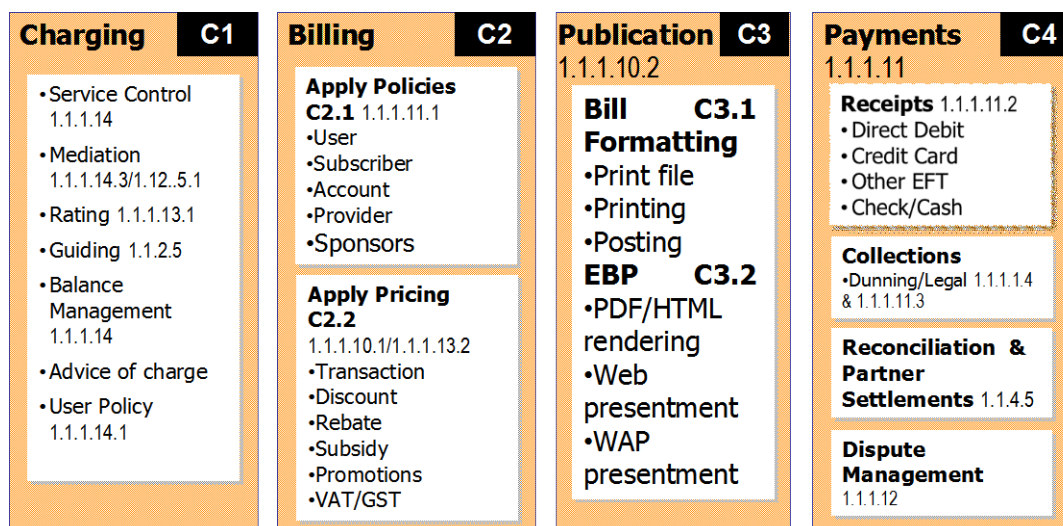 Charging C1
•Service Control
1.1.1.14
•Mediation
1.1.1.14.3/1.12..5.1
•Rating 1.1.1.13.1
•Guiding 1.1.2.5
•Balance
Management
1.1.1.14
•Advice of charge
•User Policy
1.1.1.14.1
Billing C2
Apply Policies
C2.1 1.1.1.11.1
•User
•Subscriber
•Account
•Provider
•Sponsors
Apply Pricing
C2.2
1.1.1.10.1/1.1.1.13.2
•Transaction
•Discount
•Rebate
•Subsidy
•Promotions
•VAT/GST
Publication C3
1.1.1.10.2
Bill C3.1
Formatting
•Print file
•Printing
•Posting
EBP C3.2
•PDF/HTML
rendering
•Web
presentment
•WAP
presentment
Payments C4
1.1.1.11
Receipts 1.1.1.11.2
•Direct Debit
•Credit Card
•Other EFT
•Check/Cash
Collections
•Dunning/Legal 1.1.1.1.4
& 1.1.1.11.3
Reconciliation &
Partner
Settlements 1.1.4.5
Dispute
Management
1.1.1.12